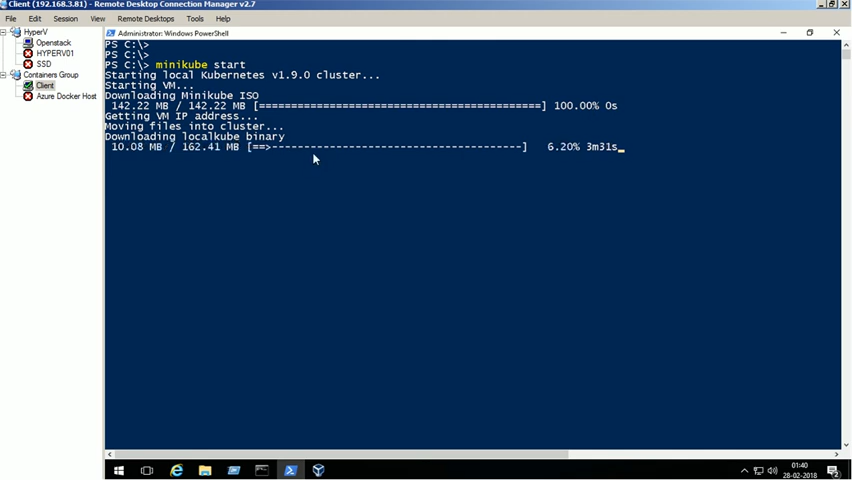 Client (192.168.3.81) - Remote Desktop Connection Manager v2.7
File Edit Session View Remote Desktops Tools Help
HyperV
Openstack
HYPERV01
SSD
Containers Group
Client
Azure Docker Host
Administrator: Windows PowerShell
PS C:\>
PS C:\>
PS C:\> minikube start
Starting local Kubernetes v1.9.0 cluster...
Starting VM...
Downloading Minikube ISO
142.22 MB / 142.22 MB [============================================] 100.00% 0s
Getting VM IP address...
Moving files into cluster...
Downloading localkube binary
10.08 MB / 162.41 MB [==>---------------------------------------] 6.20% 3m31s_
01:40
28-02-2018
2